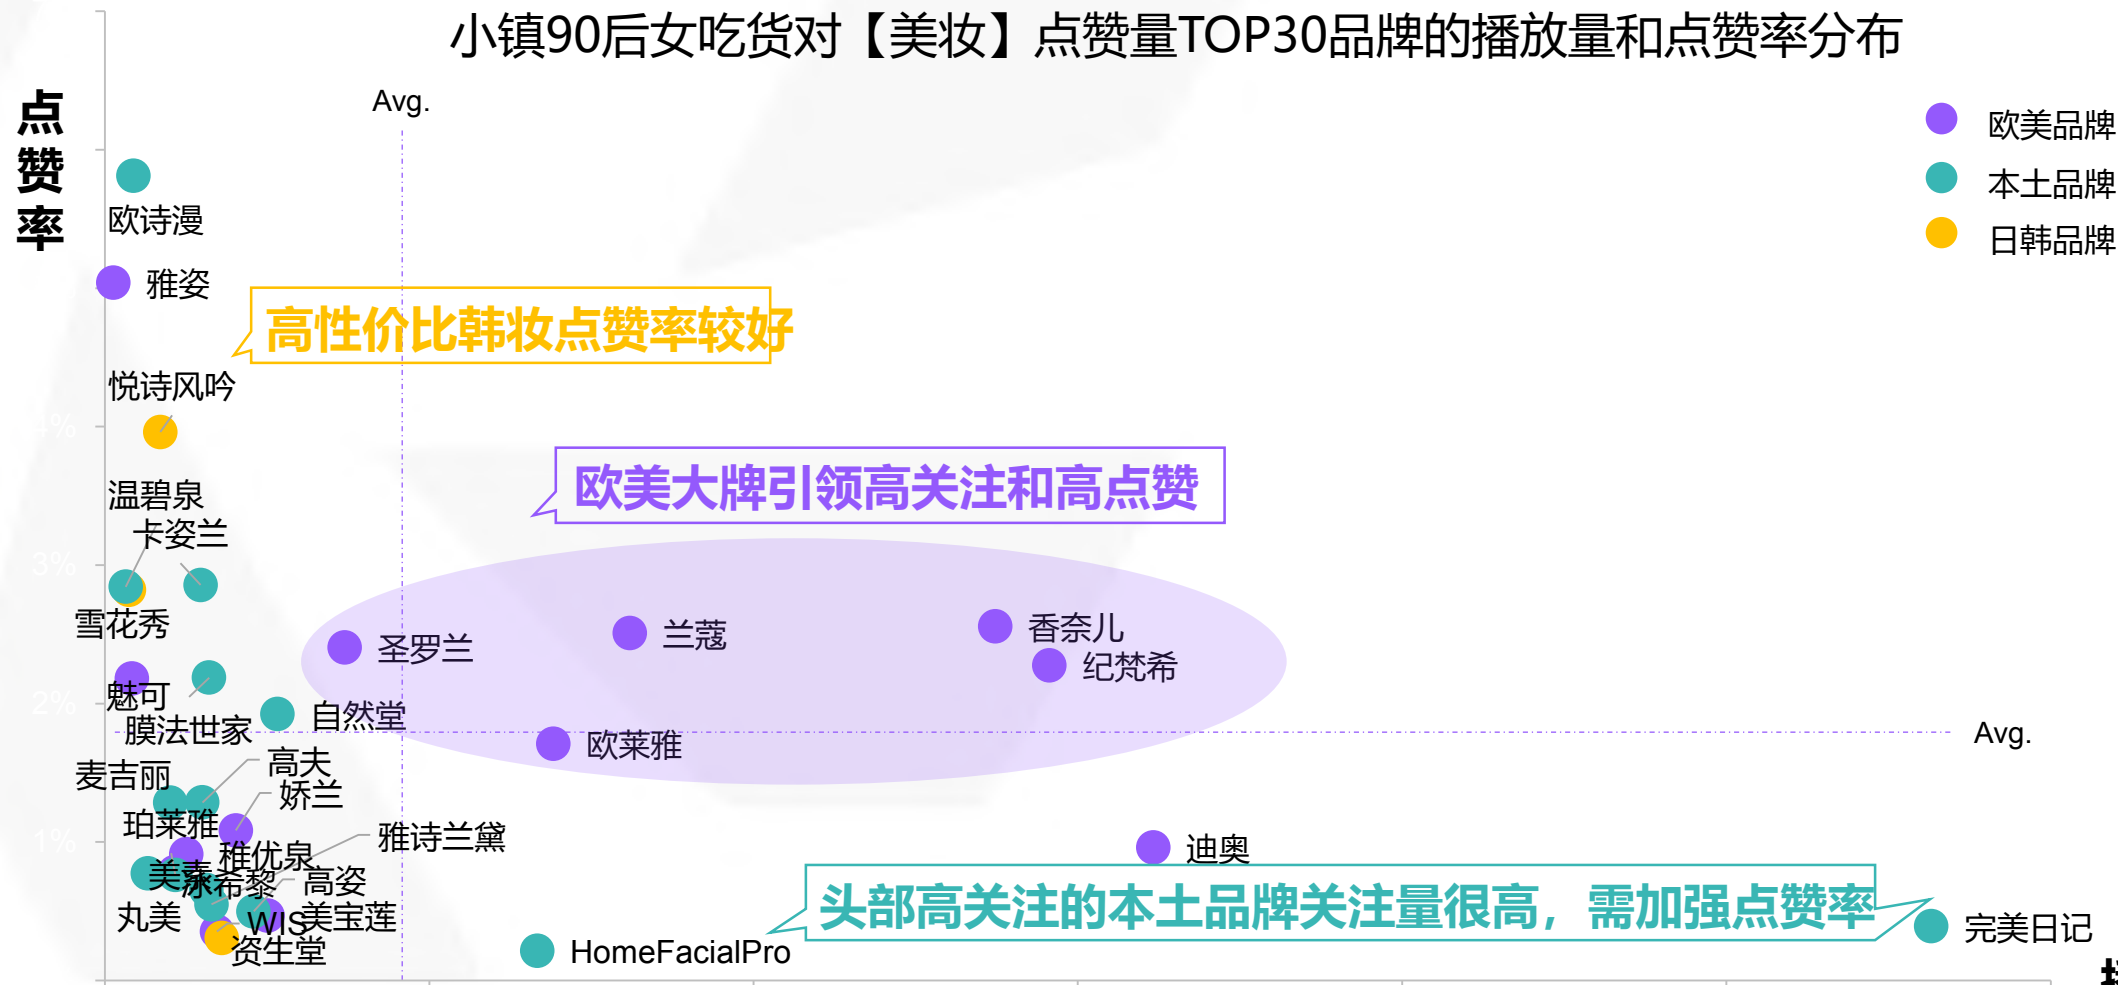 小镇90后女吃货对【美妆】点赞量TOP30品牌的播放量和点赞率分布
点赞率
Avg.
欧美品牌
本土品牌
日韩品牌
欧诗漫
雅姿
高性价比韩妆点赞率较好
悦诗风吟
4%
欧美大牌引领高关注和高点赞
温碧泉
卡姿兰
3%
雪花秀
圣罗兰
兰蔻
香奈儿
纪梵希
魅可
2%
膜法世家
自然堂
Avg.
欧莱雅
麦吉丽
高夫
娇兰
珀莱雅
1%
稚优泉
雅诗兰黛
迪奥
美素
冰希黎
高姿
丸美
WIS
美宝莲
头部高关注的本土品牌关注量很高，需加强点赞率
完美日记
资生堂
HomeFacialPro